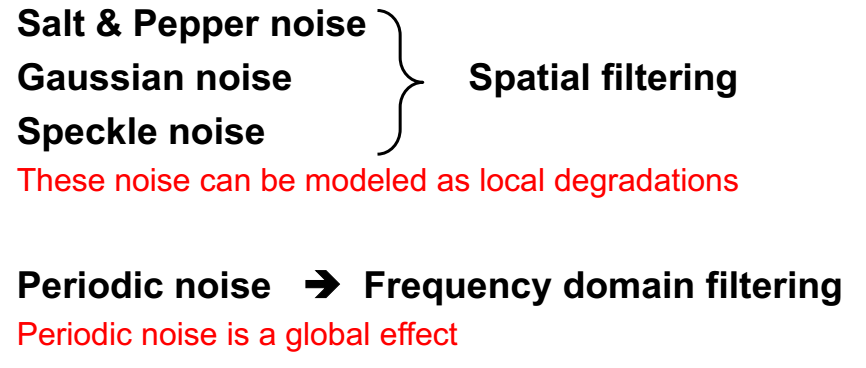 Salt & Pepper noise
Gaussian noise Spatial filtering
Speckle noise
These noise can be modeled as local degradations
Periodic noise ➔ Frequency domain filtering
Periodic noise is a global effect